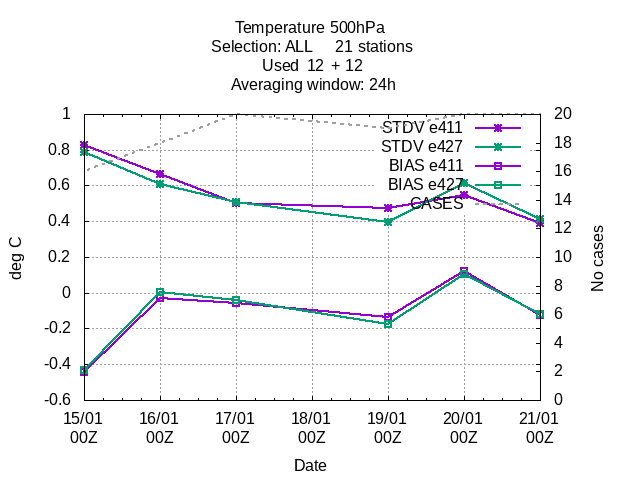 Temperature 500hPa
Selection: ALL 21 stations
Used 12 + 12
Averaging window: 24h
1
0.8
0.6
0.4
0.2
0
-0.2
-0.4
-0.6
20
18
16
14
12
10
8
6
4
2
0
deg C
No cases
STDV e411
STDV e427
BIAS e411
BIAS e427
CASES
15/01 16/01 17/01 18/01 19/01 20/01 21/01
00Z 00Z 00Z 00Z 00Z 00Z 00Z
Date